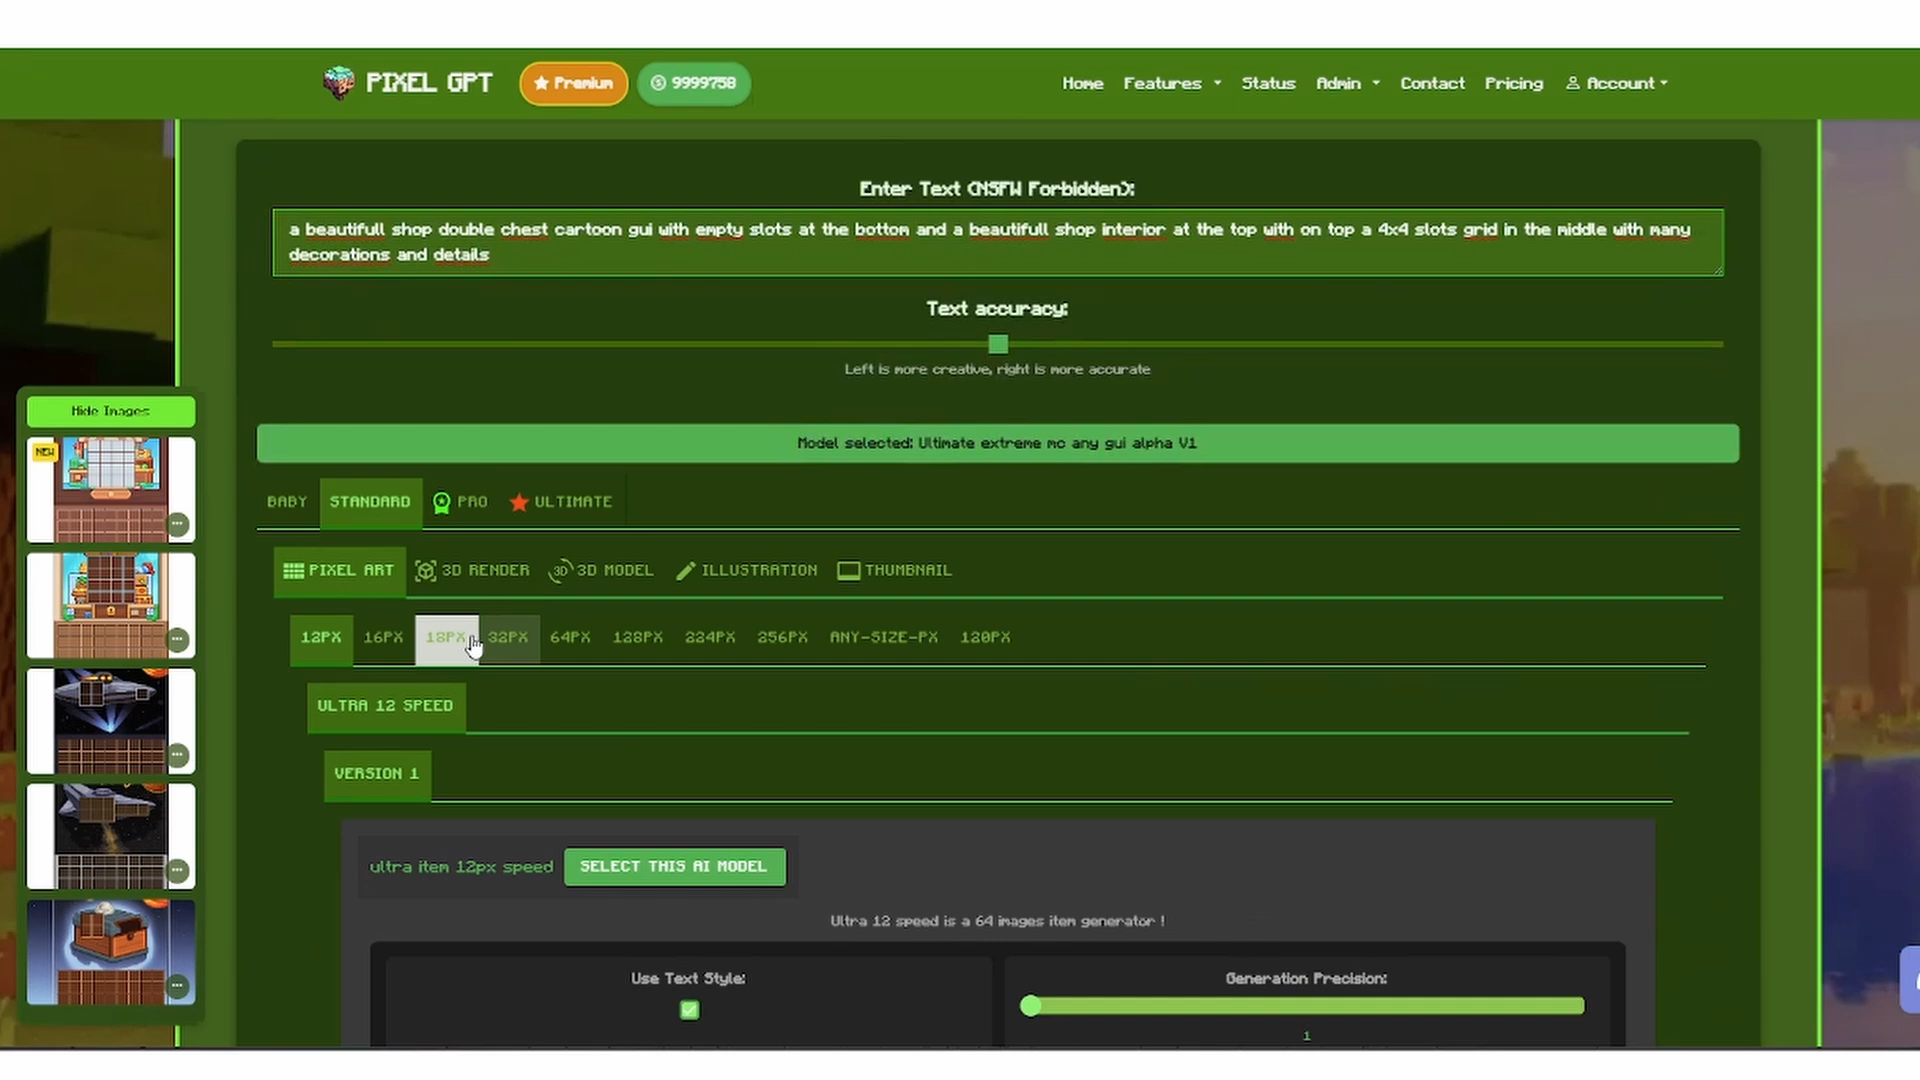 PIXEL GPT
Premium
9999758
Home
Features
Status
Admin
Contact
Pricing
Account
Enter Text (NSFW Forbidden):
a beautifull shop double chest cartoon gui with empty slots at the bottom and a beautifull shop interior at the top with on top a 4x4 slots grid in the middle with many
decorations and details
Text accuracy:
Left is more creative, right is more accurate
Hide Images
NEW
Model selected: Ultimate extreme mc any gui alpha V1
BABY
STANDARD
PRO
ULTIMATE
PIXEL ART
3D RENDER
3D
3D MODEL
ILLUSTRATION
THUMBNAIL
12PX
16PX
18PX
32PX
64PX
128PX
224PX
256PX
ANY-SIZE-PX
120PX
ULTRA 12 SPEED
VERSION 1
ultra item 12px speed
SELECT THIS AI MODEL
Ultra 12 speed is a 64 images item generator !
Use Text Style:
Generation Precision:
1